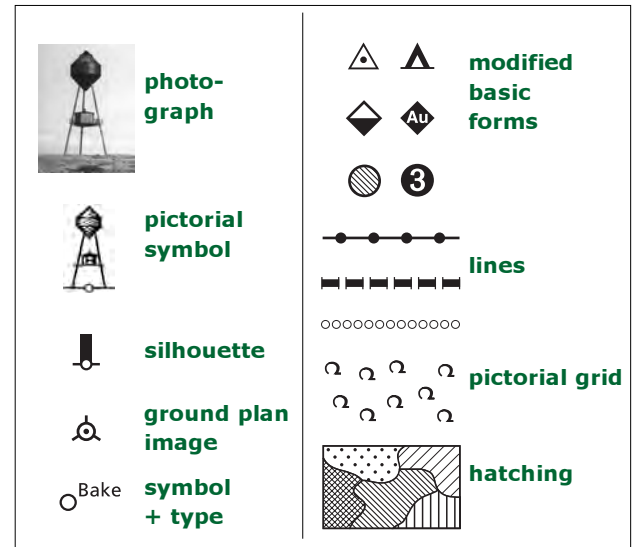 photo-
graph
pictorial
symbol
silhouette
ground plan
image
Bake
symbol
+ type
modified
basic
forms
Au
3
lines
pictorial grid
hatching